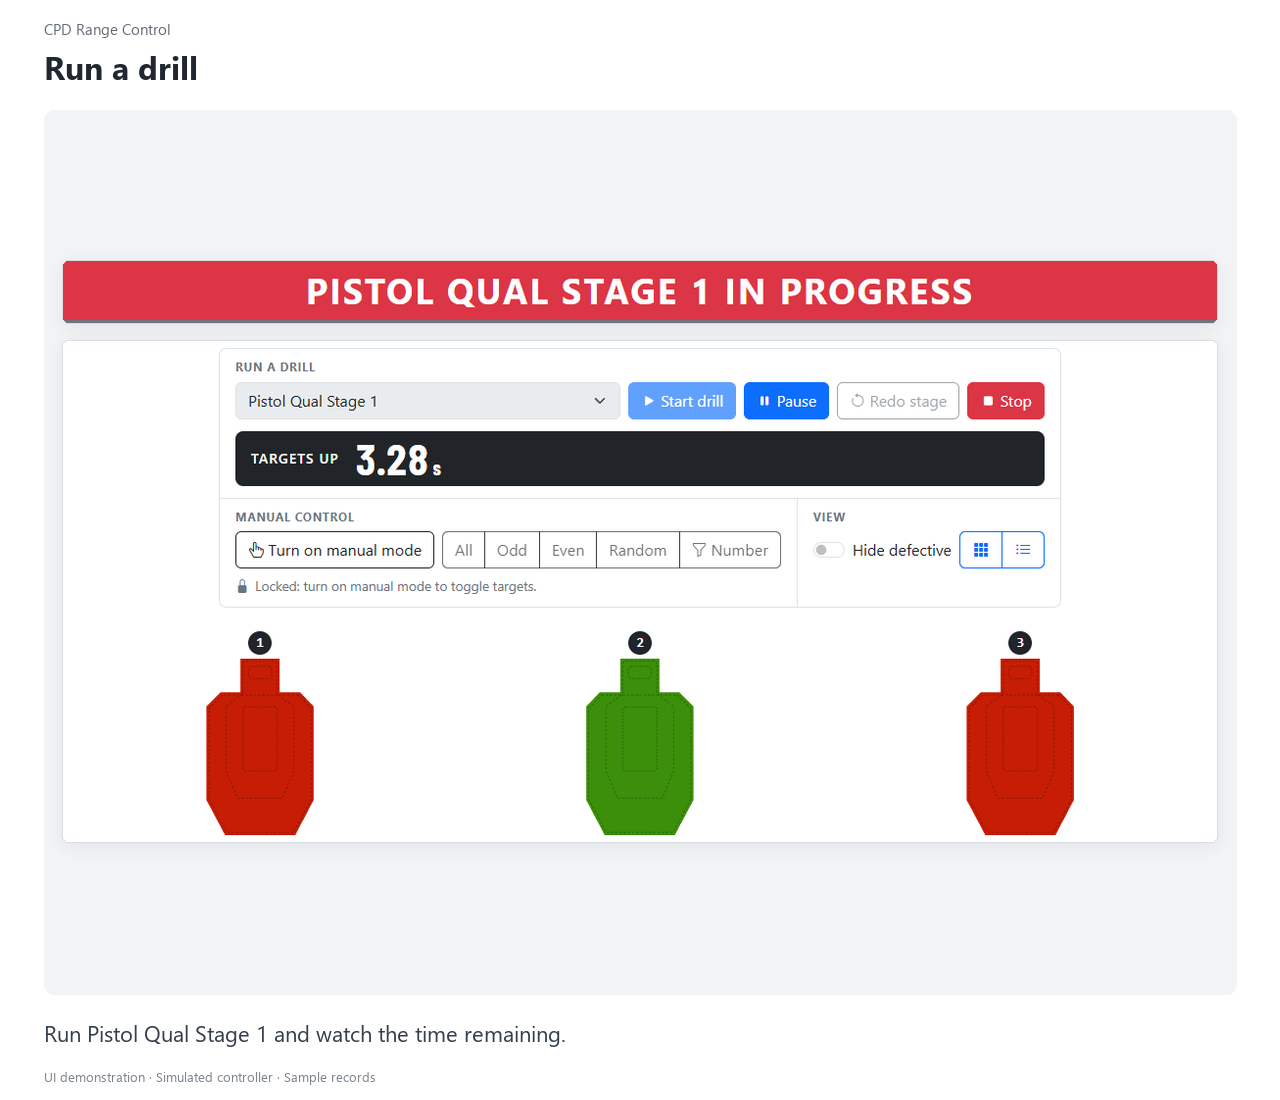 CPD Range Control
Run a drill
PISTOL QUAL STAGE 1 IN PROGRESS
RUN A DRILL
Pistol Qual Stage 1
Start drill
Pause
Redo stage
Stop
TARGETS UP 3.28 s
MANUAL CONTROL
Turn on manual mode
All
Odd
Even
Random
Number
Locked: turn on manual mode to toggle targets.
VIEW
Hide defective
1
2
3
Run Pistol Qual Stage 1 and watch the time remaining.
UI demonstration · Simulated controller · Sample records